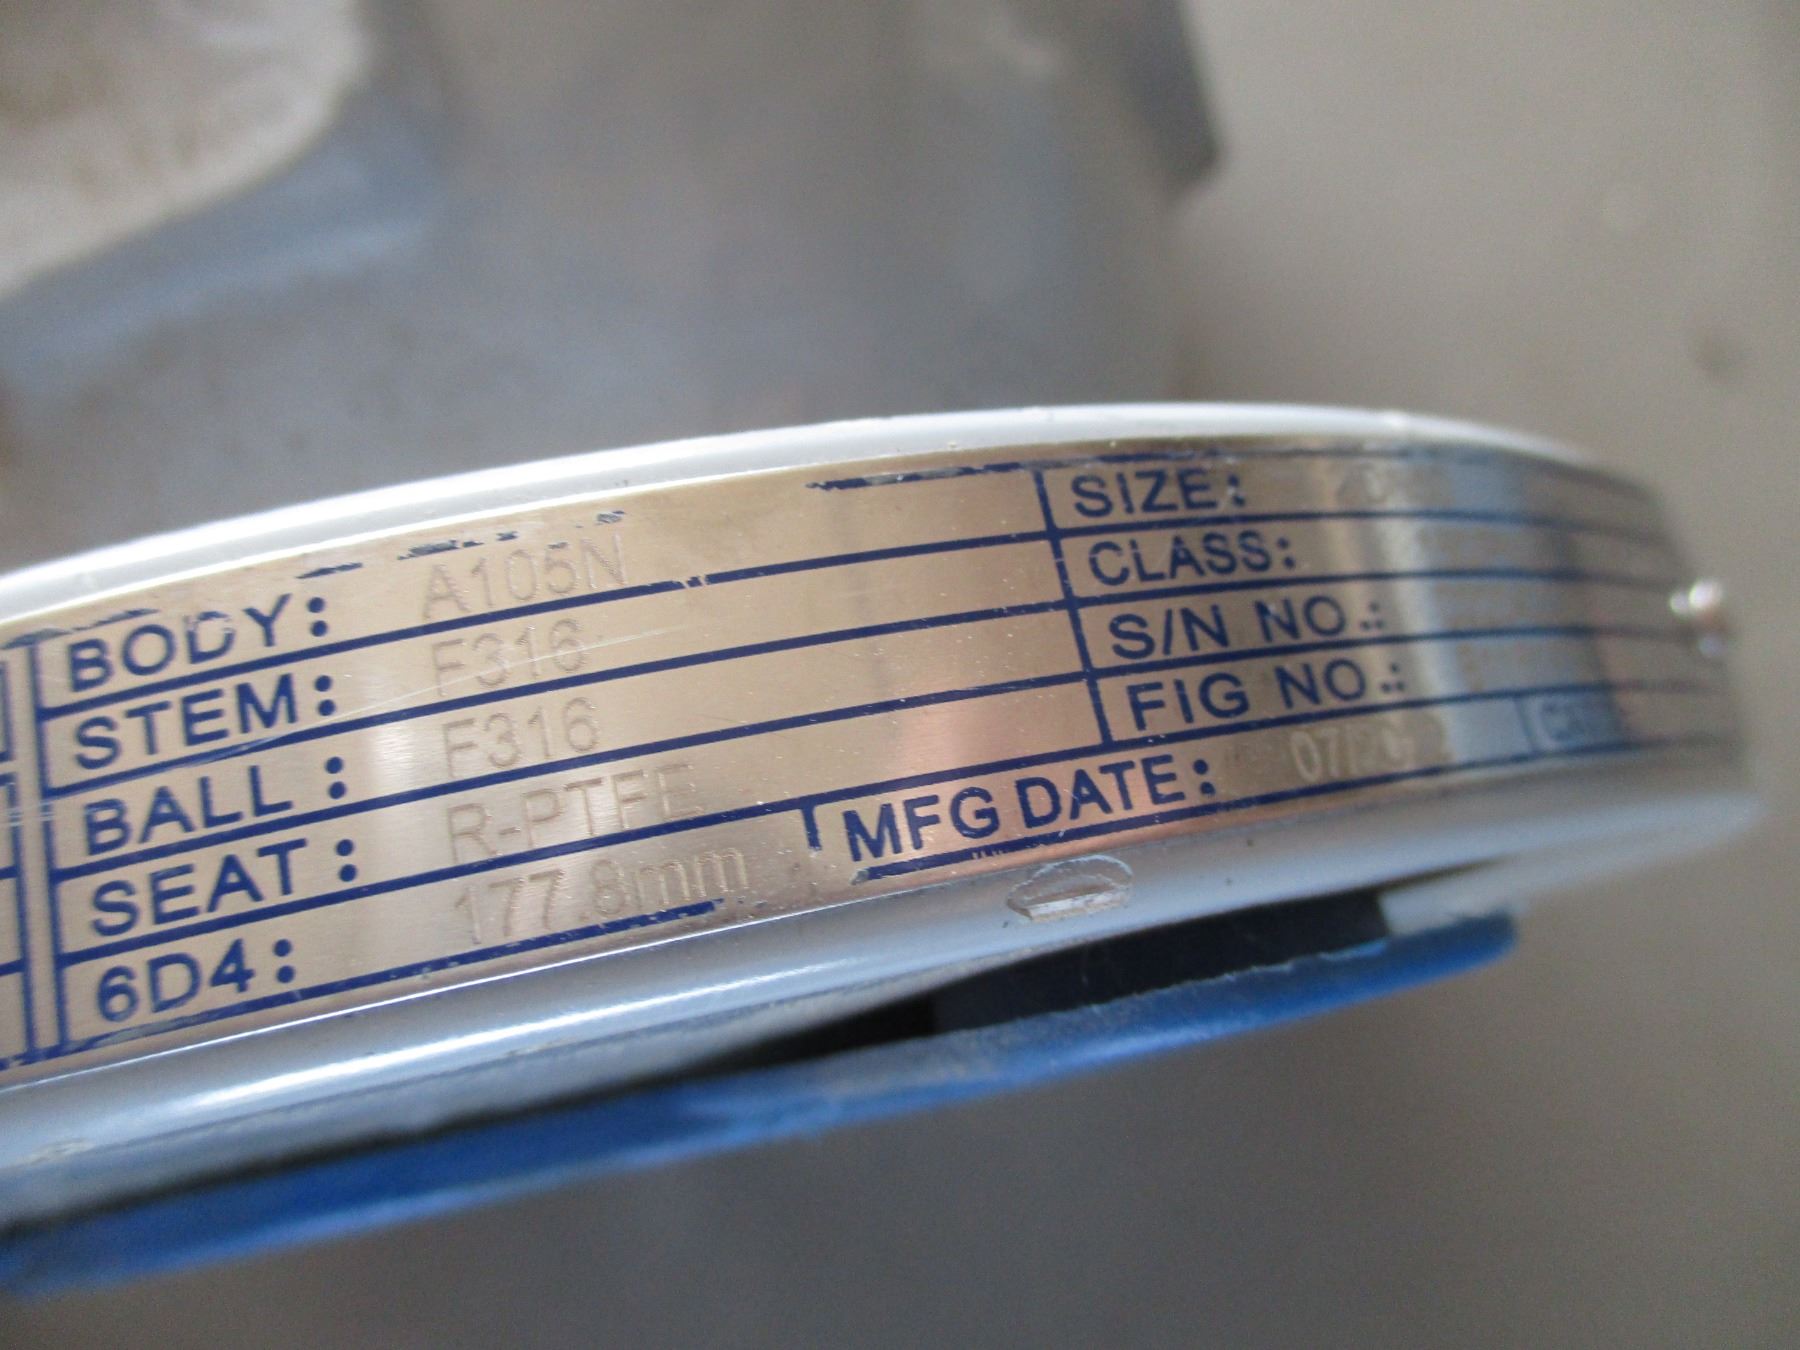 BODY: A105N
STEM: F316
BALL: F316
SEAT: R-PTFE
6D4: 177.8mm
SIZE:
CLASS:
S/N NO.:
FIG NO.:
MFG DATE: